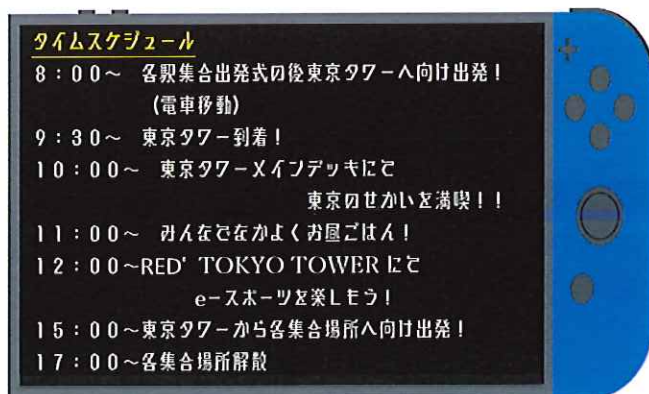 タイムスケジュール
8：00～ 各駅集合出発式の後東京タワーへ向け出発！
(電車移動)
9：30～ 東京タワー到着！
10：00～ 東京タワーメインデッキにて
東京のせかいを満喫！！
11：00～ みんなでなかよくお昼ごはん！
12：00～RED' TOKYO TOWER にて
e－スポーツを楽しもう！
15：00～東京タワーから各集合場所へ向け出発！
17：00～各集合場所解散